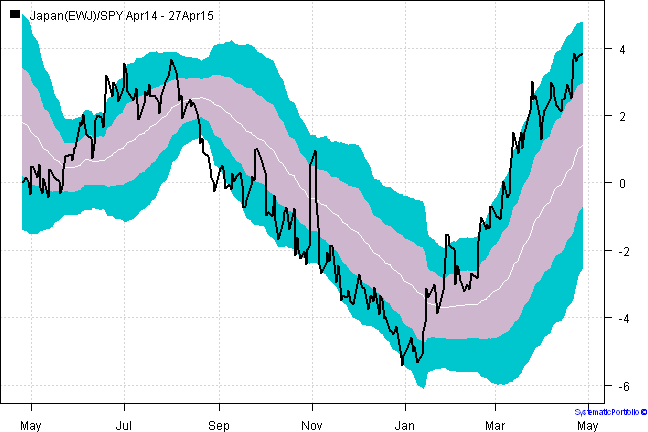 Japan(EWJ)/SPY Apr14 - 27Apr15
4
2
0
-2
-4
-6
SystematicPortfolio ©
May Jul Sep Nov Jan Mar May